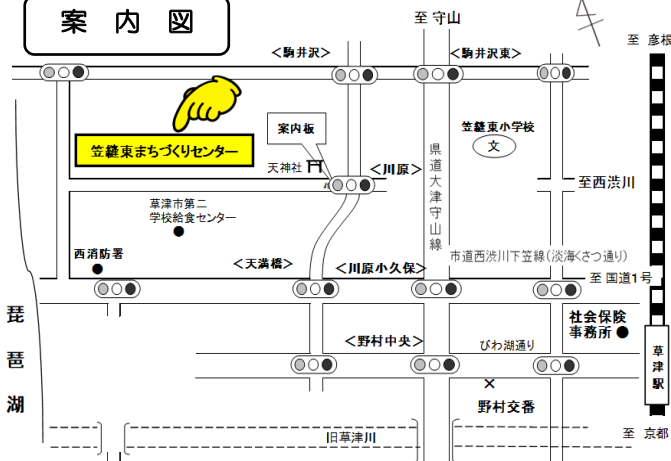 案 内 図
至 守山
至 彦根
＜駒井沢＞
＜駒井沢東＞
笠縫東まちづくりセンター
案内板
天神社
＜川原＞
笠縫東小学校
文
県道大津守山線
至西渋川
草津市第二
学校給食センター
西消防署
＜天満橋＞
＜川原小久保＞
市道西渋川下笠線(淡海くさつ通り)
至 国道1号
社会保険
事務所
琵琶湖
＜野村中央＞
びわ湖通り
草津駅
野村交番
旧草津川
至 京都